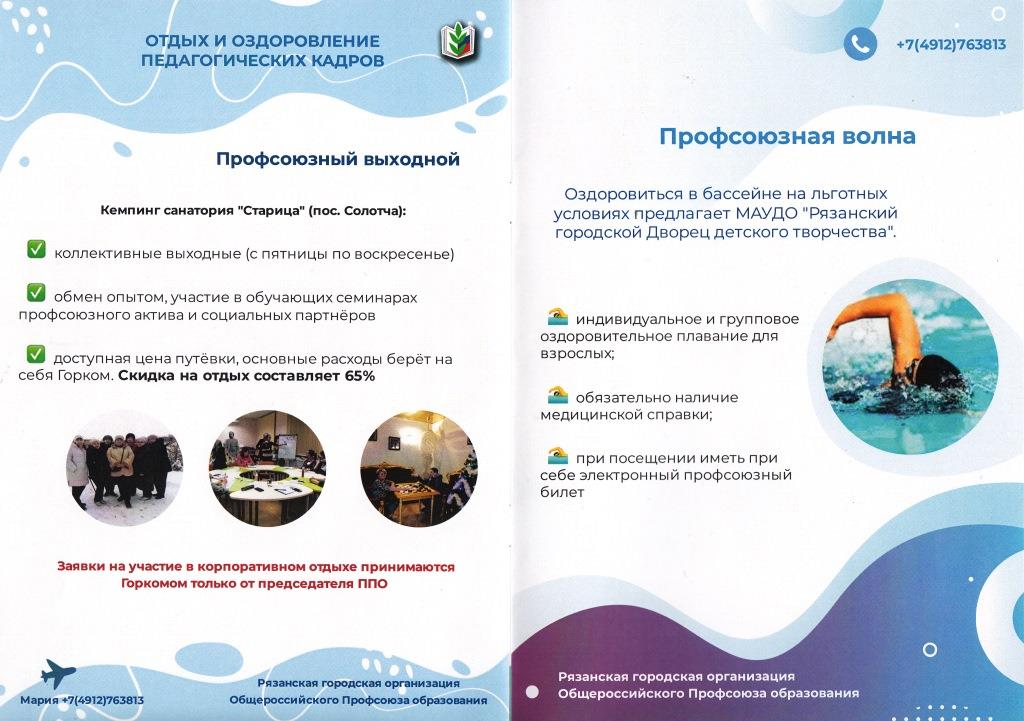 ОТДЫХ И ОЗДОРОВЛЕНИЕ
ПЕДАГОГИЧЕСКИХ КАДРОВ
Профсоюзный выходной
Кемпинг санатория "Старица" (пос. Солотча):
коллективные выходные (с пятницы по воскресенье)
обмен опытом, участие в обучающих семинарах
профсоюзного актива и социальных партнёров
доступная цена путёвки, основные расходы берёт на
себя Горком. Скидка на отдых составляет 65%
Заявки на участие в корпоративном отдыхе принимаются
Горкомом только от председателя ППО
Мария +7(4912)763813
Рязанская городская организация
Общероссийского Профсоюза образования
+7(4912)763813
Профсоюзная волна
Оздоровиться в бассейне на льготных
условиях предлагает МАУДО "Рязанский
городской Дворец детского творчества".
индивидуальное и групповое
оздоровительное плавание для
взрослых;
обязательно наличие
медицинской справки;
при посещении иметь при
себе электронный профсоюзный
билет
Рязанская городская организация
Общероссийского Профсоюза образования